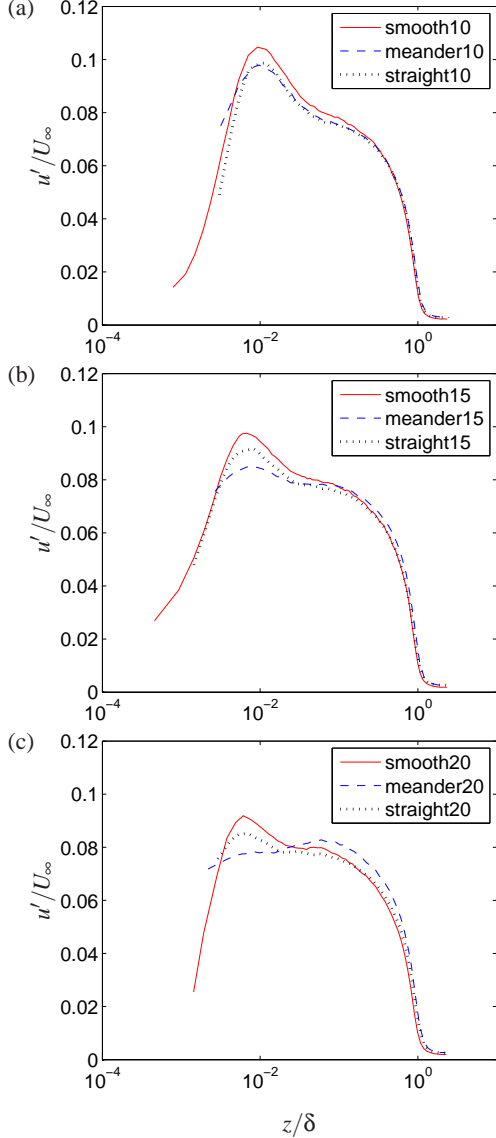 (a)
smooth10
meander10
straight10
0.12
0.1
0.08
0.06
0.04
0.02
0
u′/U∞
10⁻⁴
10⁻²
10⁰
(b)
smooth15
meander15
straight15
0.12
0.1
0.08
0.06
0.04
0.02
0
u′/U∞
10⁻⁴
10⁻²
10⁰
(c)
smooth20
meander20
straight20
0.12
0.1
0.08
0.06
0.04
0.02
0
u′/U∞
10⁻⁴
10⁻²
10⁰
z/δ